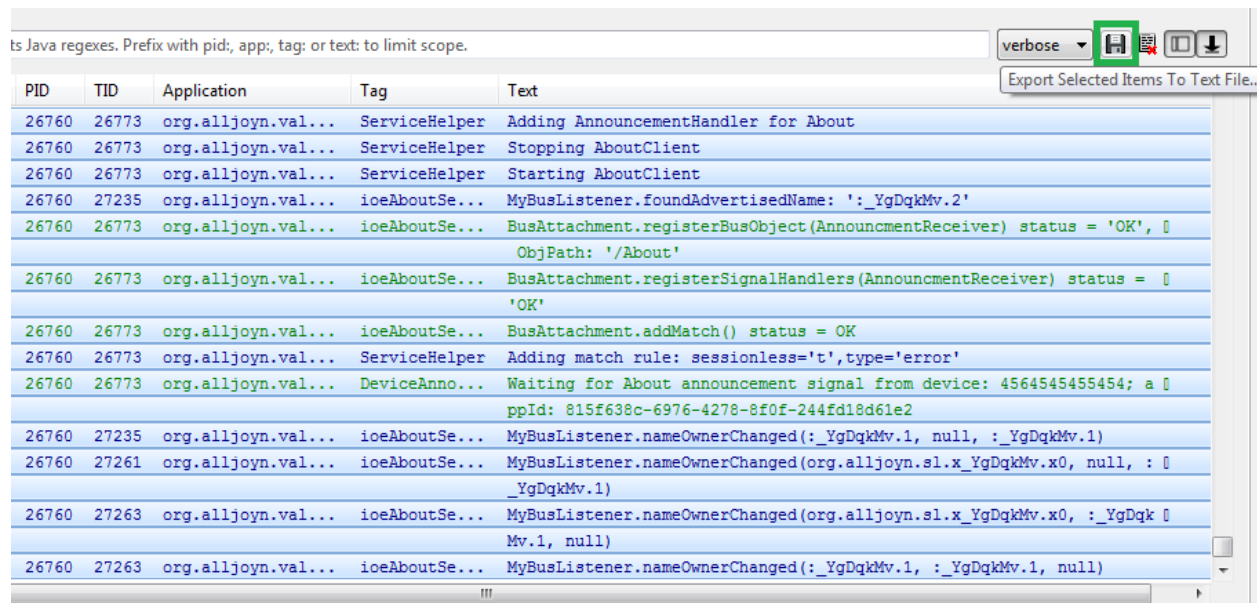 ts Java regexes. Prefix with pid:, app:, tag: or text: to limit scope.
verbose
Export Selected Items To Text File..
PID TID Application Tag Text
26760 26773 org.alljoyn.val... ServiceHelper Adding AnnouncementHandler for About
26760 26773 org.alljoyn.val... ServiceHelper Stopping AboutClient
26760 26773 org.alljoyn.val... ServiceHelper Starting AboutClient
26760 27235 org.alljoyn.val... ioeAboutSe... MyBusListener.foundAdvertisedName: ':_YgDqkMv.2'
26760 26773 org.alljoyn.val... ioeAboutSe... BusAttachment.registerBusObject(AnnouncmentReceiver) status = 'OK',
ObjPath: '/About'
26760 26773 org.alljoyn.val... ioeAboutSe... BusAttachment.registerSignalHandlers(AnnouncmentReceiver) status =
'OK'
26760 26773 org.alljoyn.val... ioeAboutSe... BusAttachment.addMatch() status = OK
26760 26773 org.alljoyn.val... ServiceHelper Adding match rule: sessionless='t',type='error'
26760 26773 org.alljoyn.val... DeviceAnno... Waiting for About announcement signal from device: 4564545455454; a
ppId: 815f638c-6976-4278-8f0f-244fd18d61e2
26760 27235 org.alljoyn.val... ioeAboutSe... MyBusListener.nameOwnerChanged(:_YgDqkMv.1, null, :_YgDqkMv.1)
26760 27261 org.alljoyn.val... ioeAboutSe... MyBusListener.nameOwnerChanged(org.alljoyn.sl.x_YgDqkMv.x0, null, :
_YgDqkMv.1)
26760 27263 org.alljoyn.val... ioeAboutSe... MyBusListener.nameOwnerChanged(org.alljoyn.sl.x_YgDqkMv.x0, :_YgDqk
Mv.1, null)
26760 27263 org.alljoyn.val... ioeAboutSe... MyBusListener.nameOwnerChanged(:_YgDqkMv.1, :_YgDqkMv.1, null)